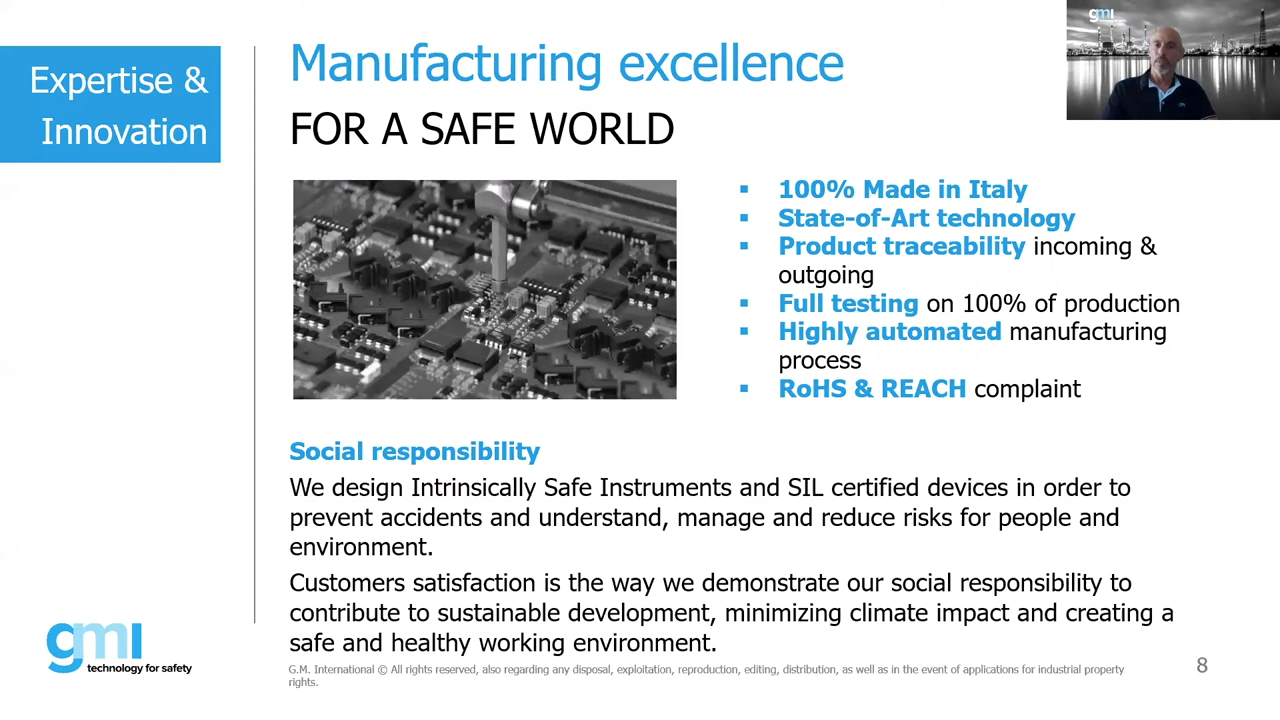 Expertise &
Innovation
Manufacturing excellence
FOR A SAFE WORLD
gmi
▪ 100% Made in Italy
▪ State-of-Art technology
▪ Product traceability incoming &
outgoing
▪ Full testing on 100% of production
▪ Highly automated manufacturing
process
▪ RoHS & REACH complaint
Social responsibility
We design Intrinsically Safe Instruments and SIL certified devices in order to
prevent accidents and understand, manage and reduce risks for people and
environment.
Customers satisfaction is the way we demonstrate our social responsibility to
contribute to sustainable development, minimizing climate impact and creating a
safe and healthy working environment.
gmi
technology for safety
G.M. International © All rights reserved, also regarding any disposal, exploitation, reproduction, editing, distribution, as well as in the event of applications for industrial property
rights.
8